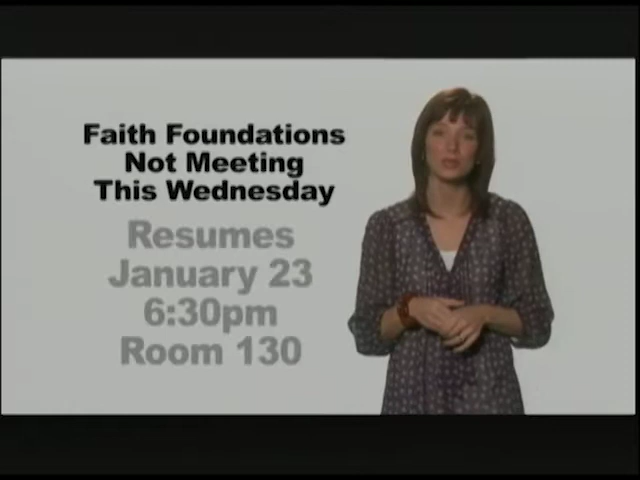 Faith Foundations
Not Meeting
This Wednesday
Resumes
January 23
6:30pm
Room 130